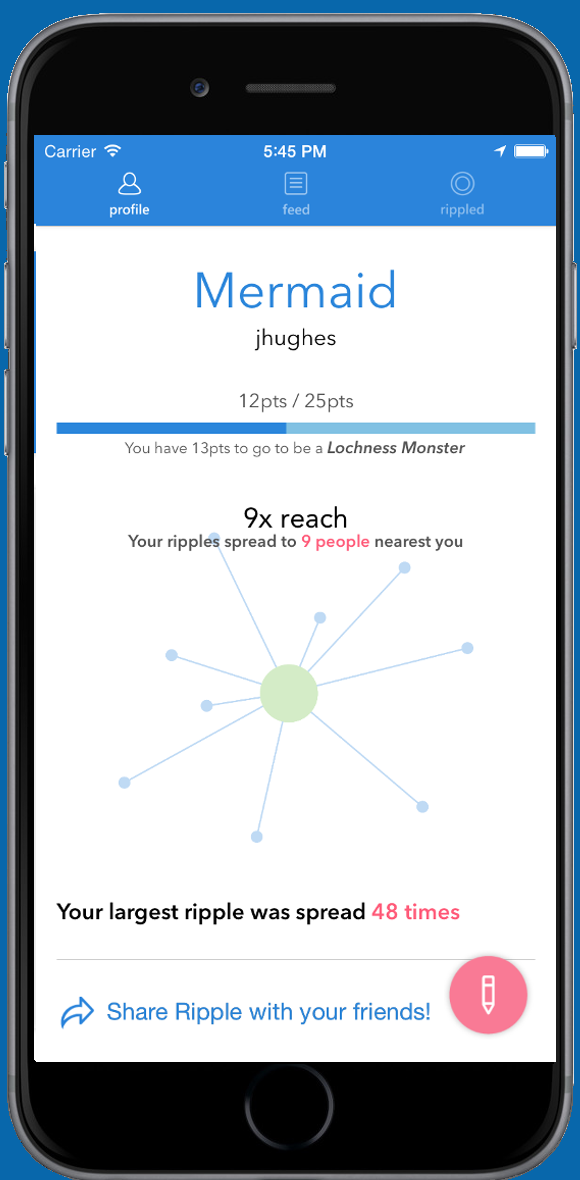 Carrier 5:45 PM
profile feed rippled
Mermaid
jhughes
12pts / 25pts
You have 13pts to go to be a Lochness Monster
9x reach
Your ripples spread to 9 people nearest you
Your largest ripple was spread 48 times
Share Ripple with your friends!